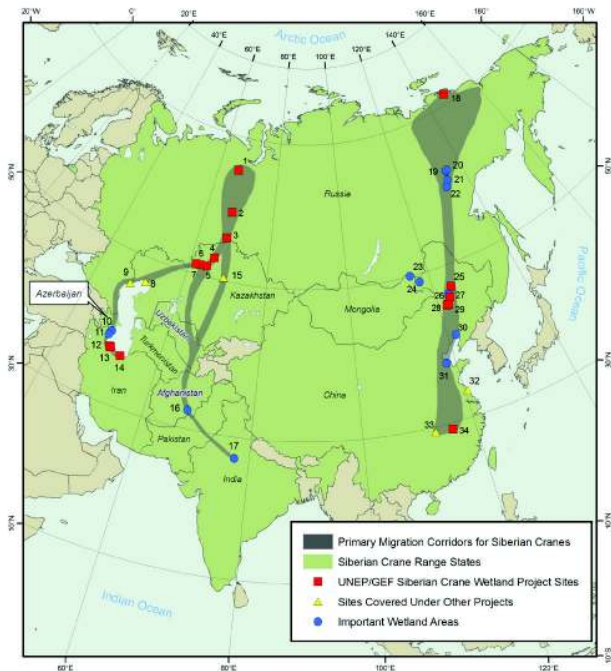 20°W
0°
20°E
40°E
60°E
80°E
100°E
120°E
140°E
160°E
180°
160°W
Arctic Ocean
18
60°N
1
20
19
21
22
Russia
2
3
4
6
7
5
15
23
24
25
26
27
28
29
30
9
8
Kazakhstan
Mongolia
Azerbaijan
10
11
12
13
14
Uzbekistan
Turkmenistan
Pacific Ocean
30°N
31
32
Iran
Afghanistan
China
16
33
34
Pakistan
17
India
Indian Ocean
60°E
80°E
100°E
120°E
Primary Migration Corridors for Siberian Cranes
Siberian Crane Range States
UNEP/GEF Siberian Crane Wetland Project Sites
Sites Covered Under Other Projects
Important Wetland Areas